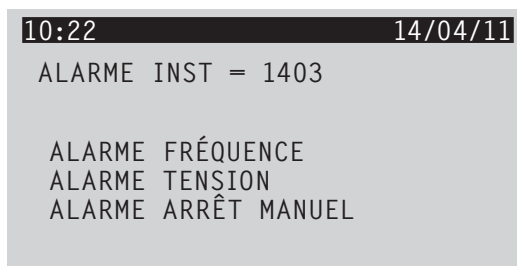 10:22 14/04/11
ALARME INST = 1403
ALARME FRÉQUENCE
ALARME TENSION
ALARME ARRÊT MANUEL